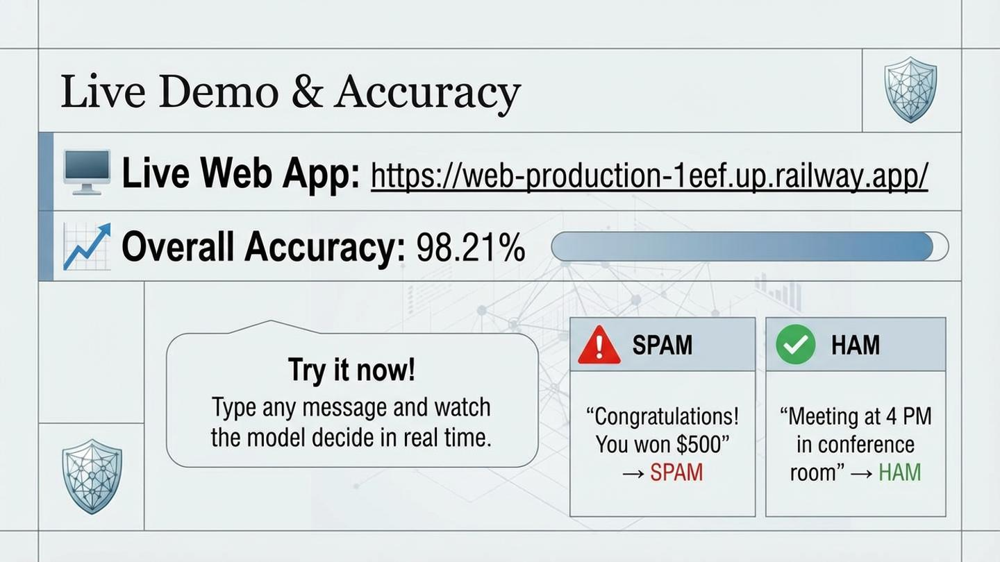 Live Demo & Accuracy
Live Web App: https://web-production-1eef.up.railway.app/
Overall Accuracy: 98.21%
Try it now!
Type any message and watch
the model decide in real time.
SPAM
“Congratulations!
You won $500”
→ SPAM
HAM
“Meeting at 4 PM
in conference
room” → HAM